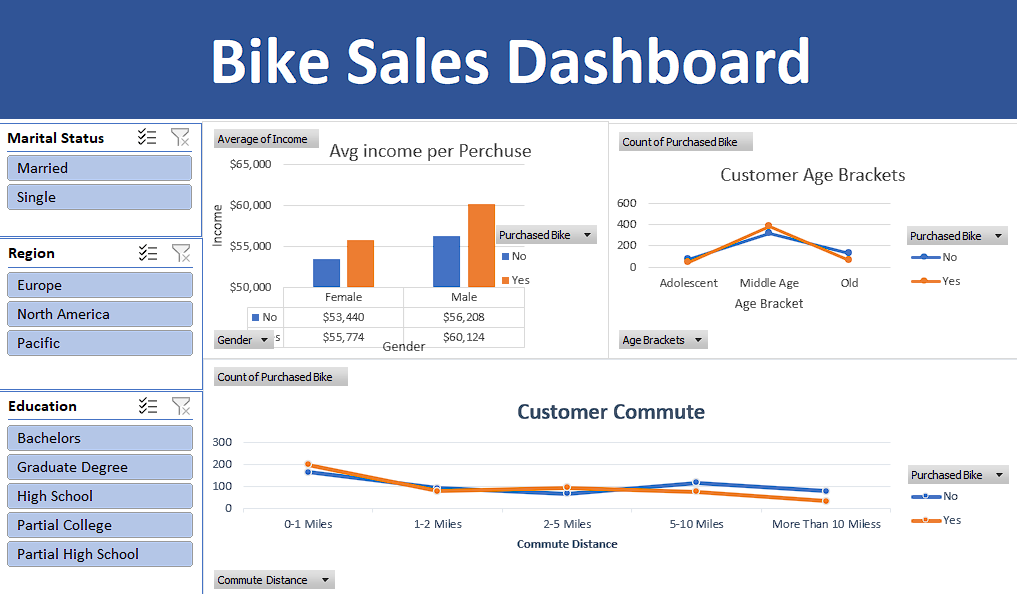 Bike Sales Dashboard
Marital Status
Married
Single
Region
Europe
North America
Pacific
Education
Bachelors
Graduate Degree
High School
Partial College
Partial High School
Average of Income
Avg income per Perchuse
$65,000
$60,000
$55,000
$50,000
Income
Purchased Bike
No
Yes
Female Male
No $53,440 $56,208
s $55,774 $60,124
Gender
Gender
Count of Purchased Bike
Customer Age Brackets
600
400
200
0
Adolescent Middle Age Old
Age Bracket
Purchased Bike
No
Yes
Age Brackets
Count of Purchased Bike
Customer Commute
300
200
100
0
0-1 Miles 1-2 Miles 2-5 Miles 5-10 Miles More Than 10 Miless
Commute Distance
Purchased Bike
No
Yes
Commute Distance